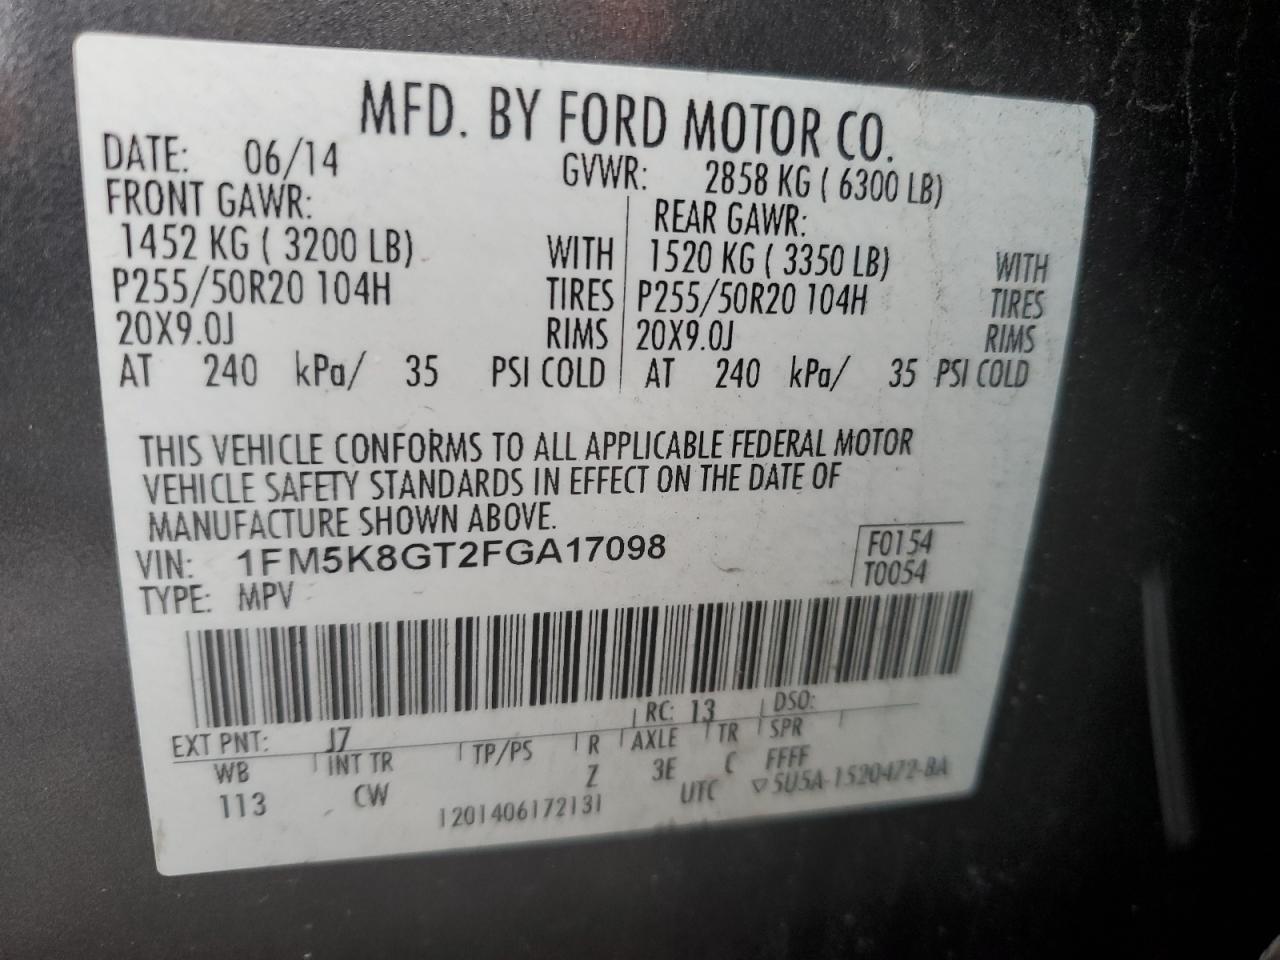 MFD. BY FORD MOTOR CO.
DATE: 06/14 GVWR: 2858 KG ( 6300 LB)
FRONT GAWR: REAR GAWR:
1452 KG ( 3200 LB) WITH 1520 KG ( 3350 LB) WITH
P255/50R20 104H TIRES P255/50R20 104H TIRES
20X9.0J RIMS 20X9.0J RIMS
AT 240 kPa/ 35 PSI COLD AT 240 kPa/ 35 PSI COLD
THIS VEHICLE CONFORMS TO ALL APPLICABLE FEDERAL MOTOR
VEHICLE SAFETY STANDARDS IN EFFECT ON THE DATE OF
MANUFACTURE SHOWN ABOVE.
VIN: 1FM5K8GT2FGA17098 F0154
TYPE: MPV T0054
EXT PNT: J7 RC: 13 DSO:
WB INT TR TP/PS R AXLE TR SPR
113 CW Z 3E C FFFF
1201406172131 UTC ▽5U5A-1520472-BA